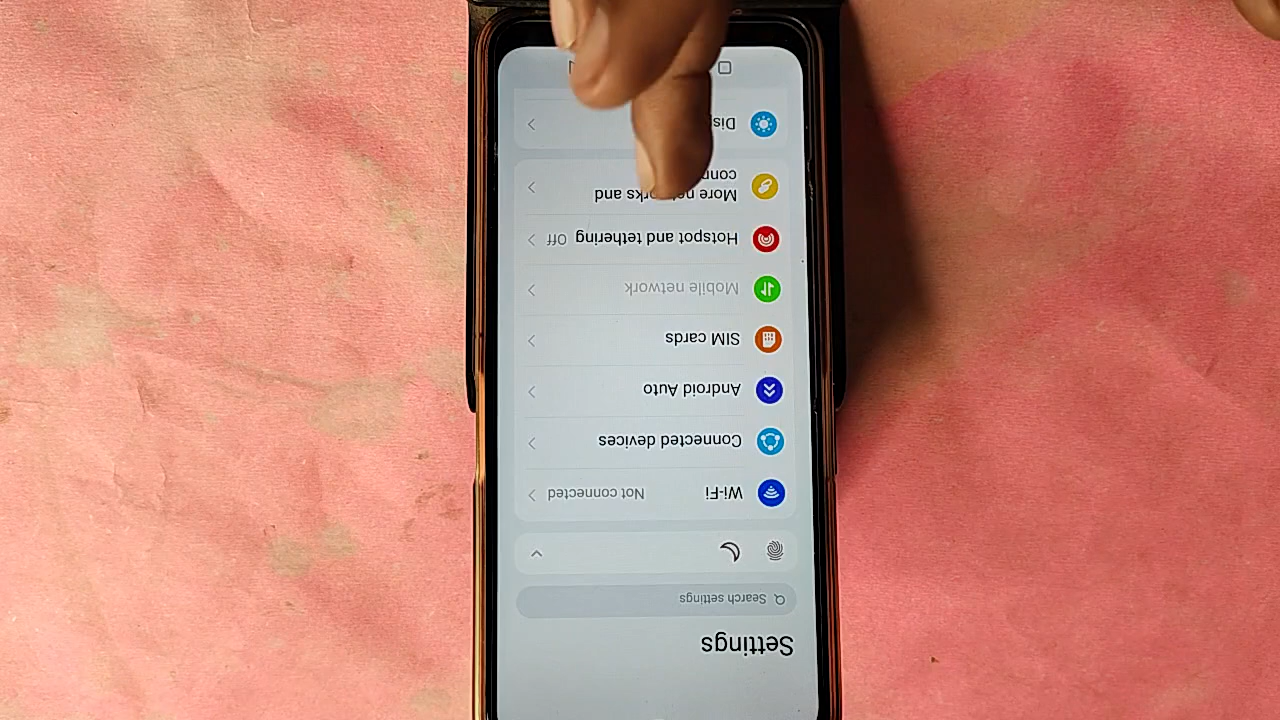 Settings
Search settings
Wi-Fi Not connected
Connected devices
Android Auto
SIM cards
Mobile network
Hotspot and tethering Off
More networks and